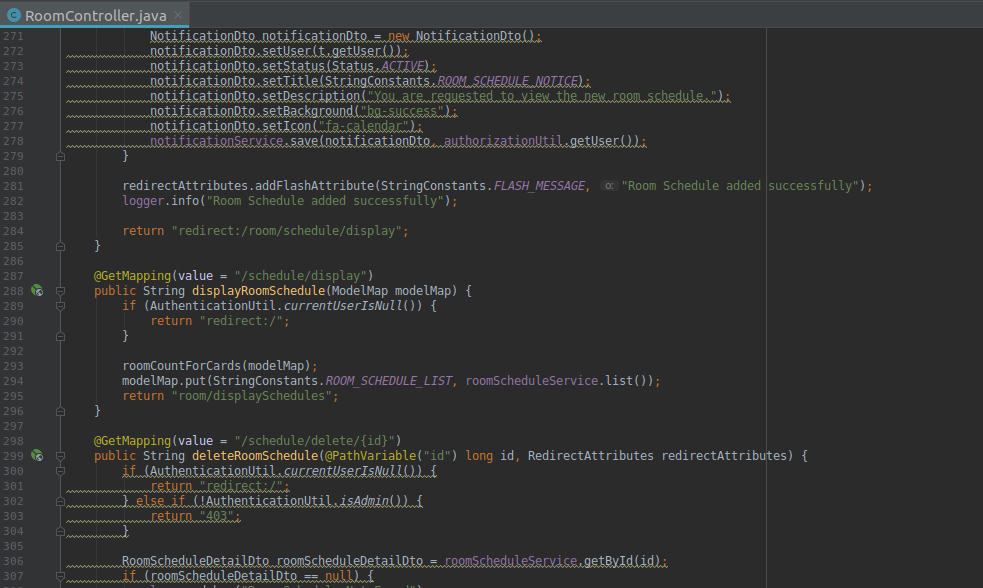 RoomController.java
271 NotificationDto notificationDto = new NotificationDto();
272 notificationDto.setUser(t.getUser());
273 notificationDto.setStatus(Status.ACTIVE);
274 notificationDto.setTitle(StringConstants.ROOM_SCHEDULE_NOTICE);
275 notificationDto.setDescription("You are requested to view the new room schedule.");
276 notificationDto.setBackground("bg-success");
277 notificationDto.setIcon("fa-calendar");
278 notificationService.save(notificationDto, authorizationUtil.getUser());
279 }
280
281 redirectAttributes.addFlashAttribute(StringConstants.FLASH_MESSAGE, o: "Room Schedule added successfully");
282 logger.info("Room Schedule added successfully");
283
284 return "redirect:/room/schedule/display";
285 }
286
287 @GetMapping(value = "/schedule/display")
288 public String displayRoomSchedule(ModelMap modelMap) {
289 if (AuthenticationUtil.currentUserIsNull()) {
290 return "redirect:/";
291 }
292
293 roomCountForCards(modelMap);
294 modelMap.put(StringConstants.ROOM_SCHEDULE_LIST, roomScheduleService.list());
295 return "room/displaySchedules";
296 }
297
298 @GetMapping(value = "/schedule/delete/{id}")
299 public String deleteRoomSchedule(@PathVariable("id") long id, RedirectAttributes redirectAttributes) {
300 if (AuthenticationUtil.currentUserIsNull()) {
301 return "redirect:/";
302 } else if (!AuthenticationUtil.isAdmin()) {
303 return "403";
304 }
305
306 RoomScheduleDetailDto roomScheduleDetailDto = roomScheduleService.getById(id);
307 if (roomScheduleDetailDto == null) {